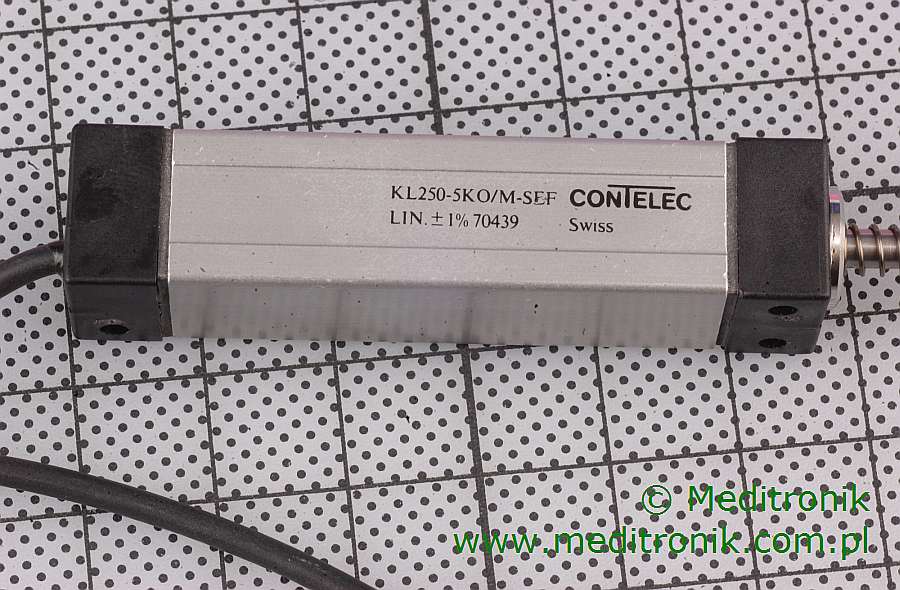 KL250-5KO/M-SEF CONTELEC
LIN. ± 1% 70439 Swiss
© Meditronik
www.meditronik.com.pl